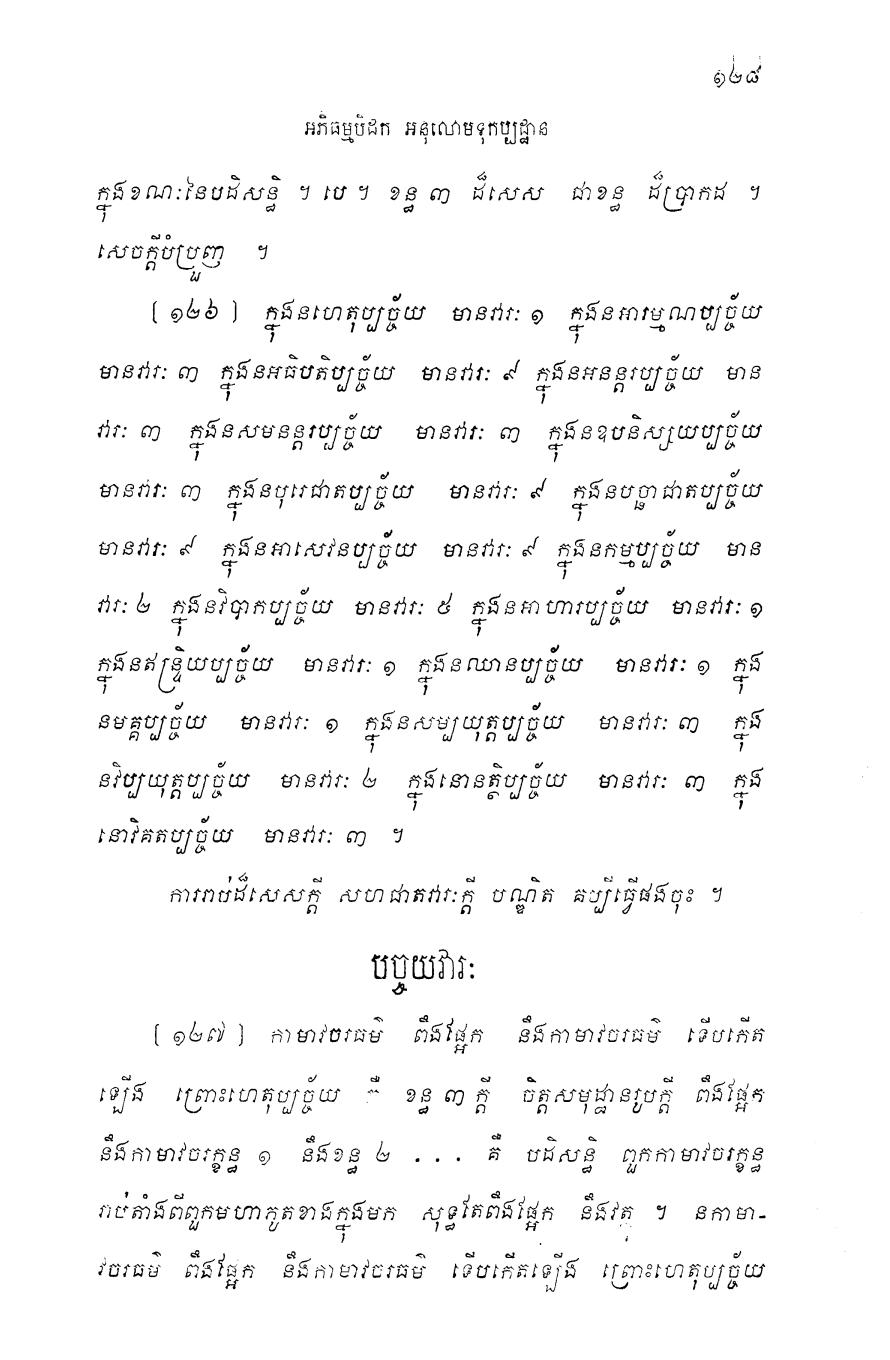 ១២៨
អភិធម្មបិដក អនុលោមទុកប្បដ្ឋាន
ក្នុងខណៈនៃបដិសន្ធិ ។ បេ ។ ខន្ធ ៣ ដ៏សេស ជាខន្ធ ដ៏ប្រាកដ ។
សេចក្តីបំប្រួញ ។
[ ១២៦ ] ក្នុងនហេតុប្បច្ច័យ មានវារៈ ១ ក្នុងនអារម្មណប្បច្ច័យ
មានវារៈ ៣ ក្នុងនអធិបតិប្បច្ច័យ មានវារៈ ៩ ក្នុងនអនន្តរប្បច្ច័យ មាន
វារៈ ៣ ក្នុងនសមនន្តរប្បច្ច័យ មានវារៈ ៣ ក្នុងនឧបនិស្សយប្បច្ច័យ
មានវារៈ ៣ ក្នុងនបុរេជាតប្បច្ច័យ មានវារៈ ៩ ក្នុងនបច្ឆាជាតប្បច្ច័យ
មានវារៈ ៩ ក្នុងនអាសេវនប្បច្ច័យ មានវារៈ ៩ ក្នុងនកម្មប្បច្ច័យ មាន
វារៈ ២ ក្នុងនវិបាកប្បច្ច័យ មានវារៈ ៥ ក្នុងនអាហារប្បច្ច័យ មានវារៈ ១
ក្នុងនឥន្ទ្រិយប្បច្ច័យ មានវារៈ ១ ក្នុងនឈានប្បច្ច័យ មានវារៈ ១ ក្នុង
នមគ្គប្បច្ច័យ មានវារៈ ១ ក្នុងនសម្បយុត្តប្បច្ច័យ មានវារៈ ៣ ក្នុង
នវិប្បយុត្តប្បច្ច័យ មានវារៈ ២ ក្នុងនោនត្ថិប្បច្ច័យ មានវារៈ ៣ ក្នុង
នោវិគតប្បច្ច័យ មានវារៈ ៣ ។
ការរាប់ដ៏សេសក្តី សហជាតវារៈក្តី បណ្ឌិត គប្បីធ្វើផងចុះ ។
បច្ចយវារៈ
[ ១២៧ ] កាមាវចរធម៌ ពឹងផ្អែក នឹងកាមាវចរធម៌ ទើបកើត
ឡើង ព្រោះហេតុប្បច្ច័យ គឺ ខន្ធ ៣ ក្តី ចិត្តសមុដ្ឋានរូបក្តី ពឹងផ្អែក
នឹងកាមាវចរក្ខន្ធ ១ នឹងខន្ធ ២ . . . គឺ បដិសន្ធិ ពួកកាមាវចរក្ខន្ធ
រាប់តាំងពីពួកមហាភូតខាងក្នុងមក សុទ្ធតែពឹងផ្អែក នឹងវត្ថុ ។ នកាមា-
វចរធម៌ ពឹងផ្អែក នឹងកាមាវចរធម៌ ទើបកើតឡើង ព្រោះហេតុប្បច្ច័យ